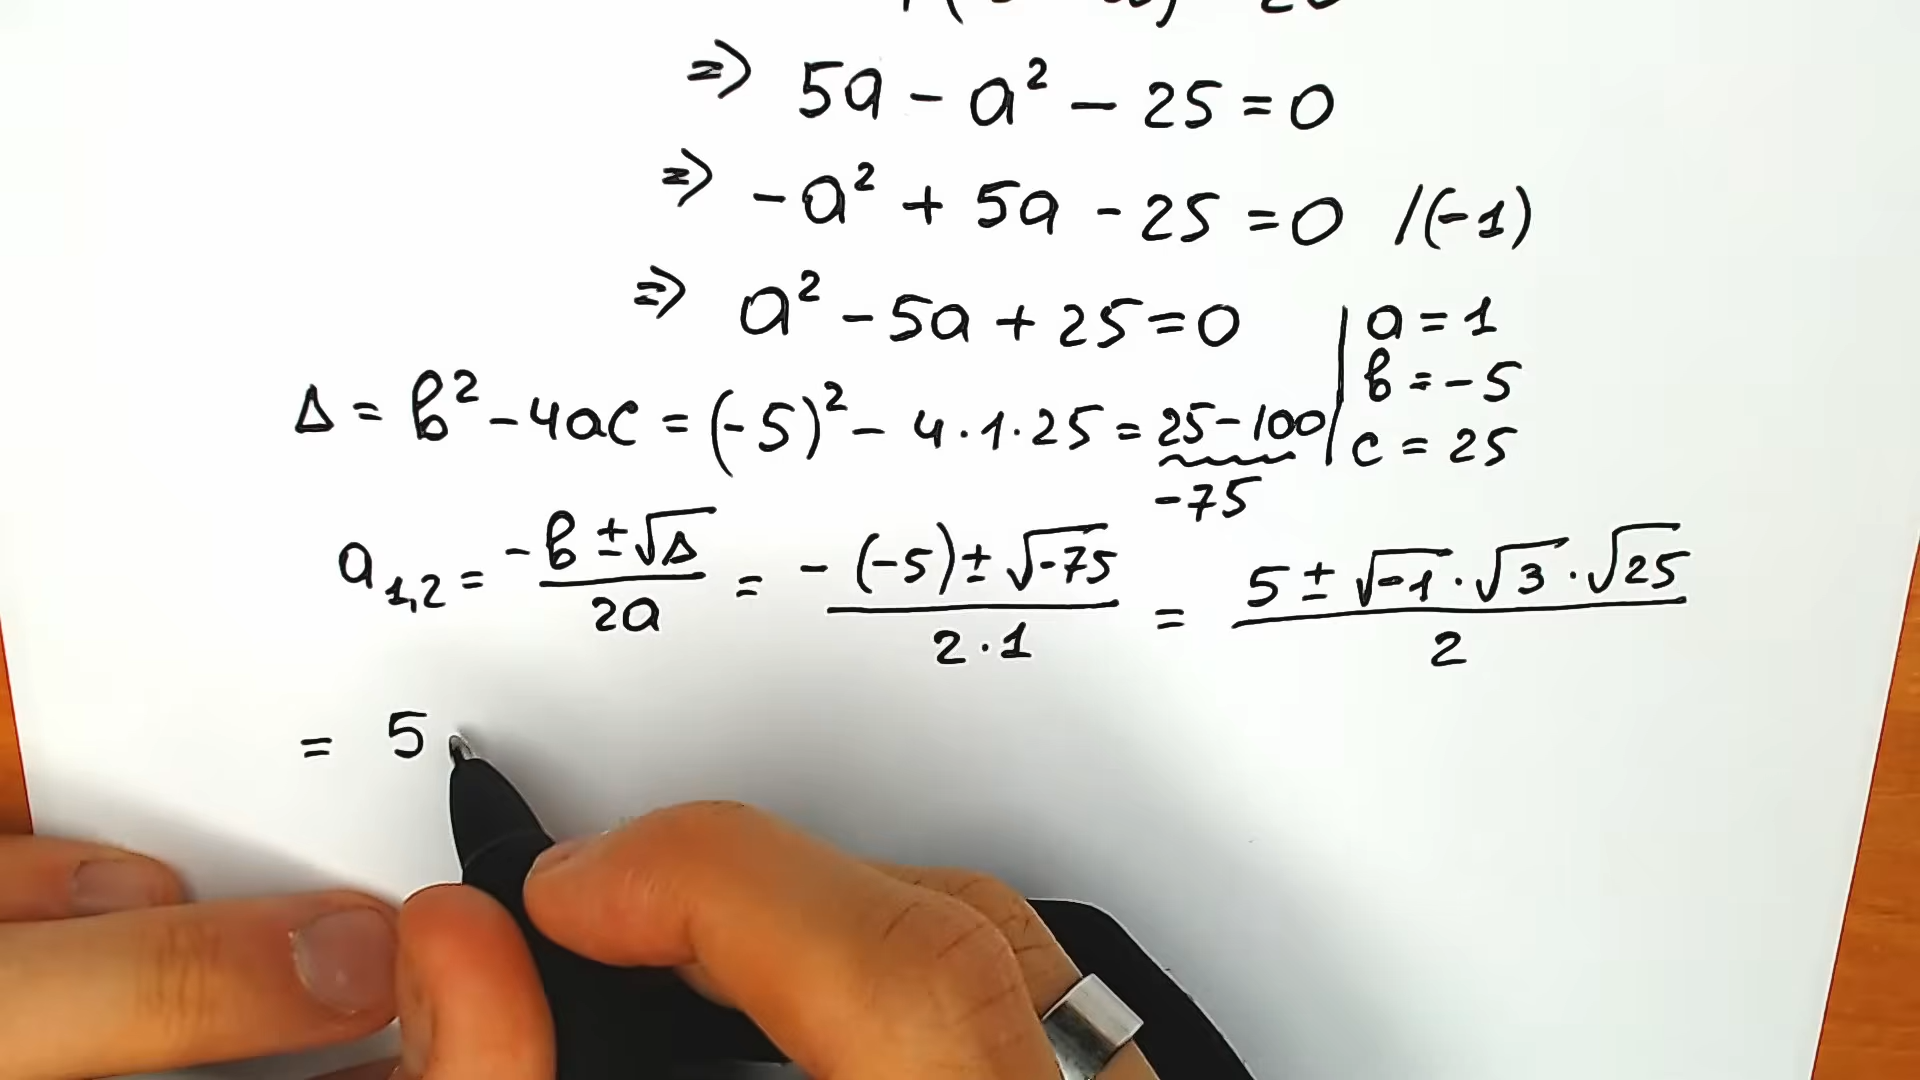 => 5a - a² - 25 = 0
=> -a² + 5a - 25 = 0 /(-1)
=> a² - 5a + 25 = 0
a = 1
b = -5
c = 25
Δ = b² - 4ac = (-5)² - 4·1·25 = 25 - 100
-75
a₁,₂ = (-b ± √Δ)/(2a) = (-(-5) ± √-75)/(2·1) = (5 ± √-1 · √3 · √25)/2
= 5